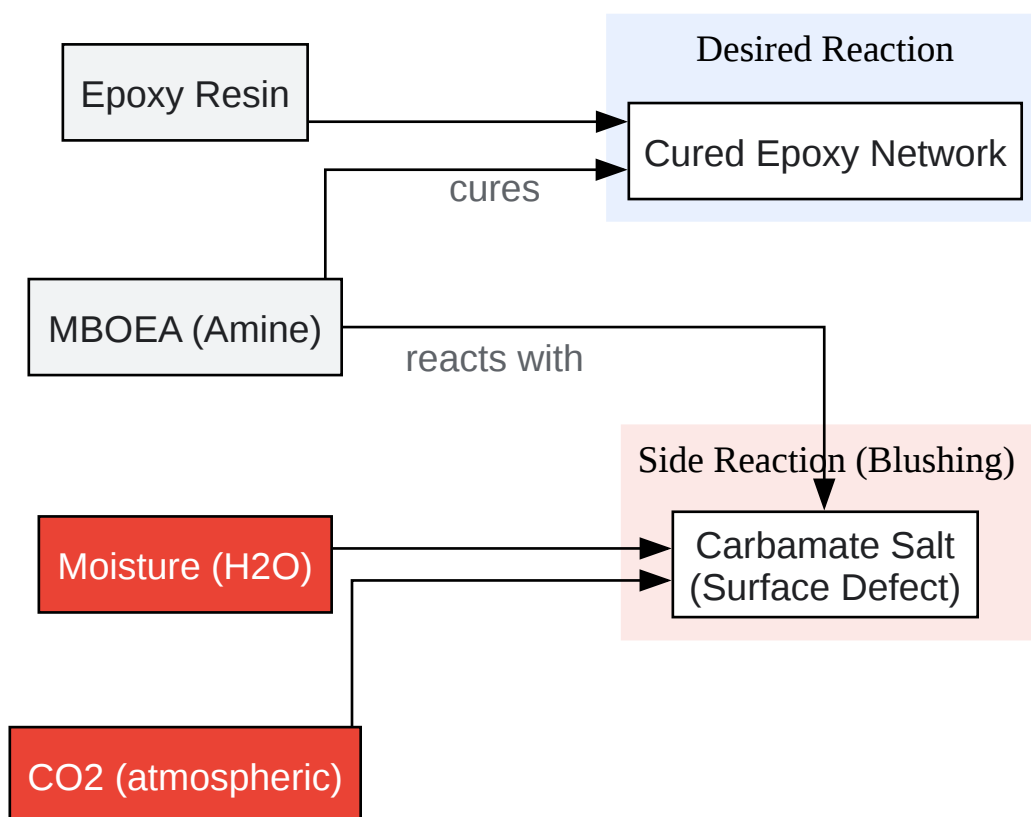 Desired Reaction
Epoxy Resin
Cured Epoxy Network
cures
MBOEA (Amine)
reacts with
Side Reaction (Blushing)
Moisture (H2O)
Carbamate Salt
(Surface Defect)
CO2 (atmospheric)